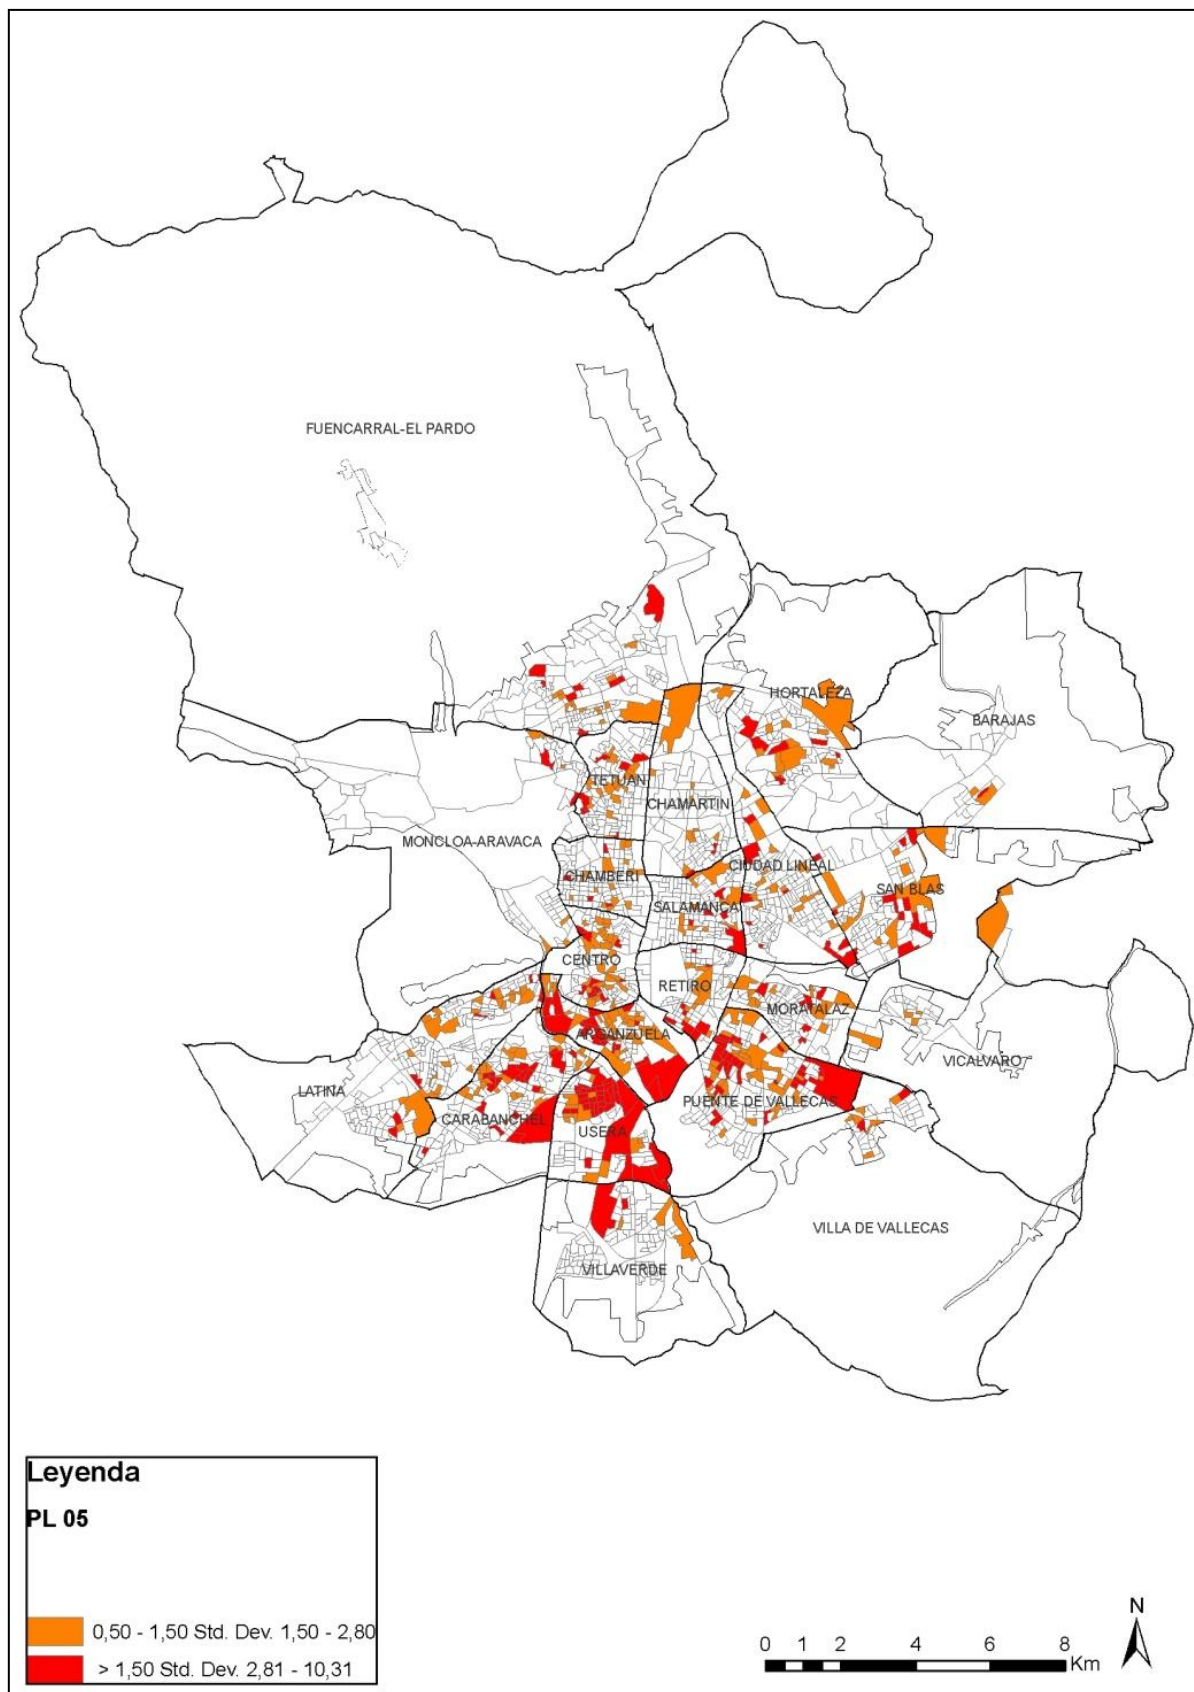 FUENCARRAL-EL PARDO
HORTALEZA
BARAJAS
TETUAN
CHAMARTIN
MONCLOA-ARAVACA
CIUDAD LINEAL
CHAMBERI
SAN BLAS
SALAMANCA
CENTRO
RETIRO
MORATALAZ
ARGANZUELA
VICALVARO
LATINA
PUENTE DE VALLECAS
CARABANCHEL
USERA
VILLA DE VALLECAS
VILLAVERDE
Leyenda
PL 05
0,50 - 1,50 Std. Dev. 1,50 - 2,80
> 1,50 Std. Dev. 2,81 - 10,31
N
0 1 2 4 6 8
Km